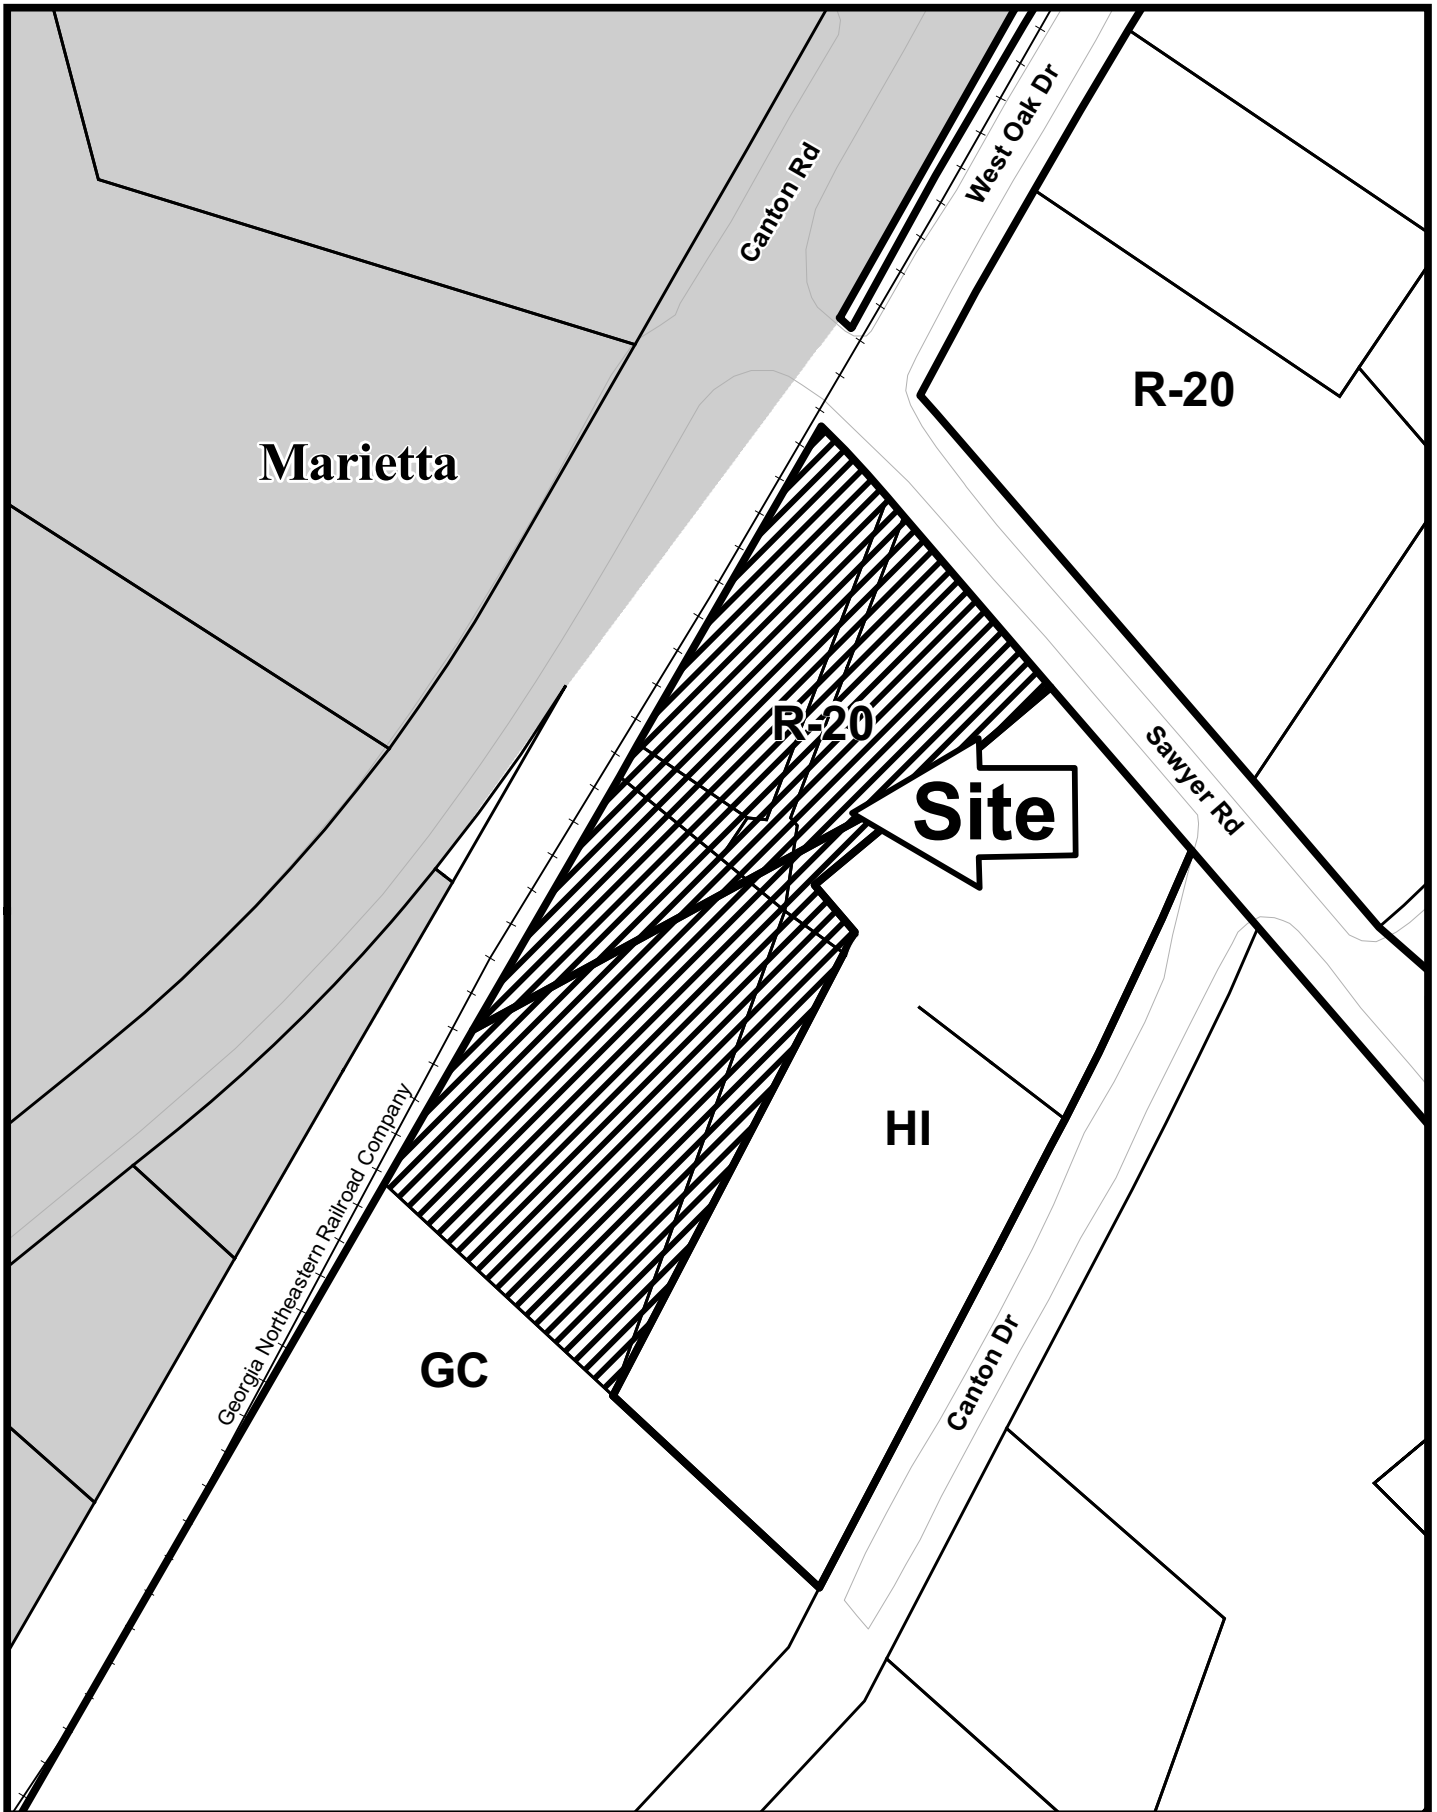 West Oak Dr
Canton Rd
R-20
Marietta
R-20
Sawyer Rd
Site
HI
Georgia Northeastern Railroad Company
GC
Canton Dr